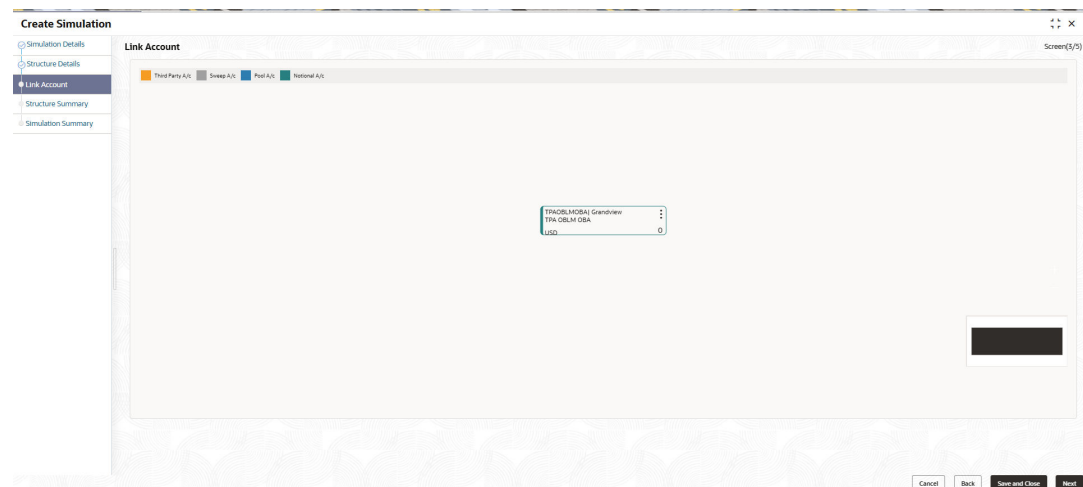 Create Simulation
Simulation Details
Structure Details
Link Account
Structure Summary
Simulation Summary
Link Account
Screen(3/5)
Third Party A/c Sweep A/c Pool A/c Notional A/c
TPAOBLMOBA| Grandview
TPA OBLM OBA
USD 0
Cancel Back Save and Close Next